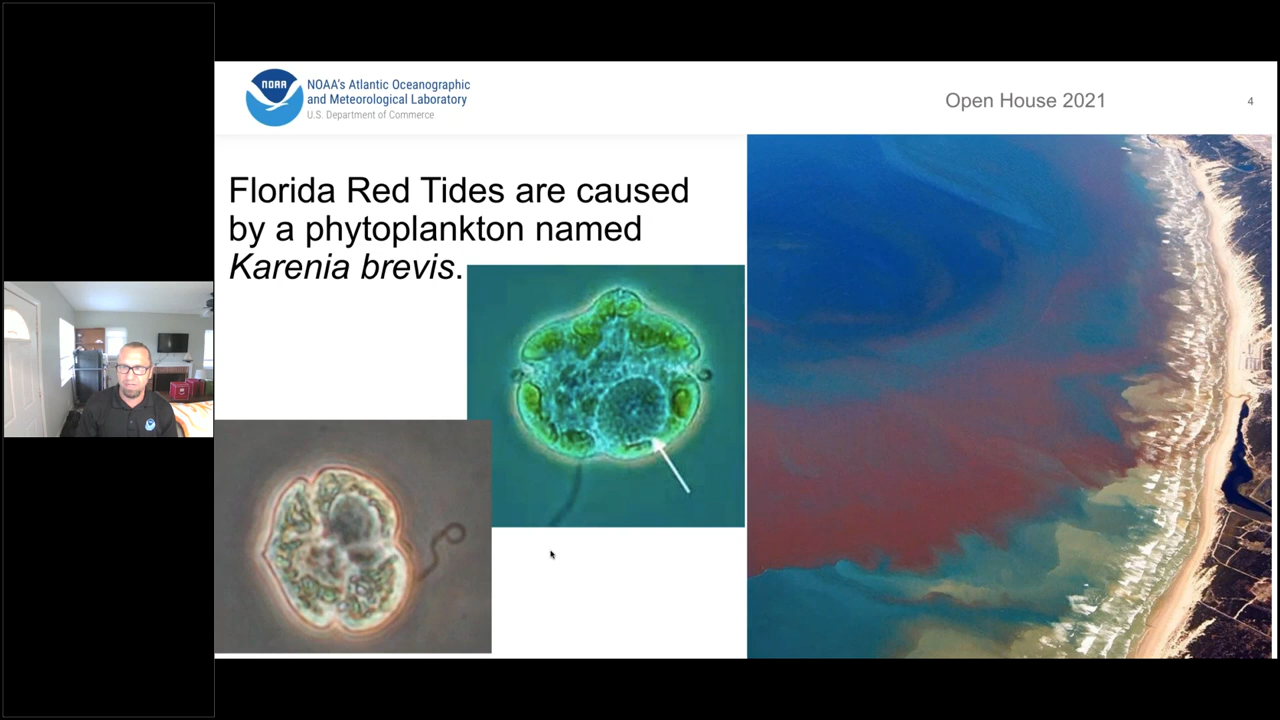 NOAA
NOAA's Atlantic Oceanographic
and Meteorological Laboratory
U.S. Department of Commerce
Open House 2021
4
Florida Red Tides are caused
by a phytoplankton named
Karenia brevis.